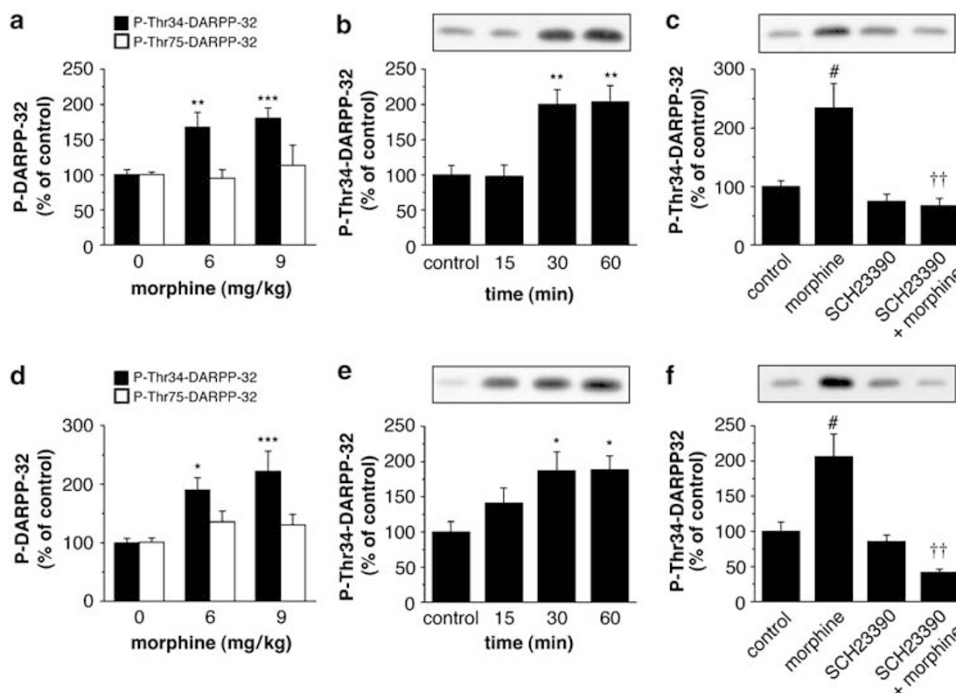 a
P-Thr34-DARPP-32
P-Thr75-DARPP-32
P-DARPP-32
(% of control)
250
200
150
100
50
0
**
***
0 6 9
morphine (mg/kg)
b
P-Thr34-DARPP-32
(% of control)
250
200
150
100
50
0
** **
control 15 30 60
time (min)
c
P-Thr34-DARPP-32
(% of control)
300
200
100
0
#
††
control
morphine
SCH23390
SCH23390
+ morphine
d
P-Thr34-DARPP-32
P-Thr75-DARPP-32
P-DARPP-32
(% of control)
300
200
100
0
*
***
0 6 9
morphine (mg/kg)
e
P-Thr34-DARPP-32
(% of control)
250
200
150
100
50
0
* *
control 15 30 60
time (min)
f
P-Thr34-DARPP32
(% of control)
250
200
150
100
50
0
#
††
control
morphine
SCH23390
SCH23390
+ morphine